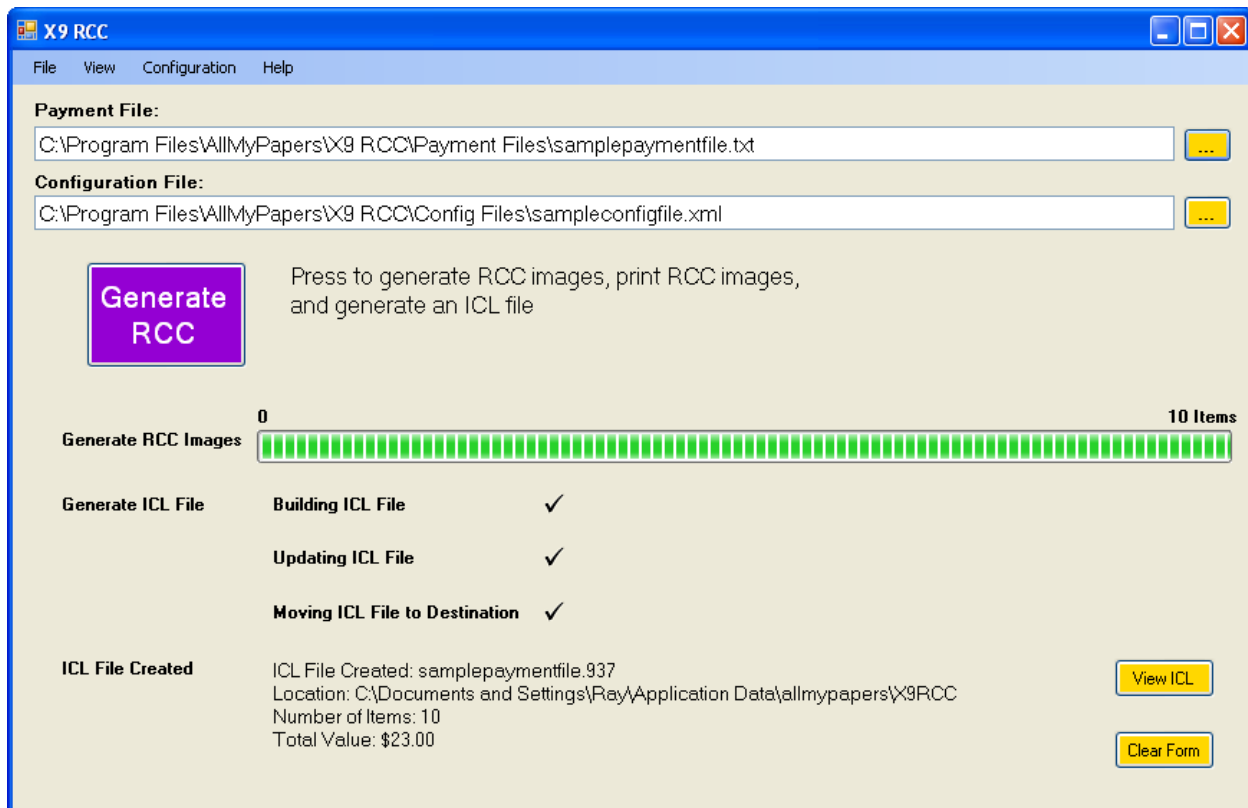 X9 RCC
File View Configuration Help
Payment File:
C:\Program Files\AllMyPapers\X9 RCC\Payment Files\samplepaymentfile.txt
...
Configuration File:
C:\Program Files\AllMyPapers\X9 RCC\Config Files\sampleconfigfile.xml
...
Generate
RCC
Press to generate RCC images, print RCC images,
and generate an ICL file
0 10 Items
Generate RCC Images
Generate ICL File Building ICL File ✓
Updating ICL File ✓
Moving ICL File to Destination ✓
ICL File Created ICL File Created: samplepaymentfile.937
Location: C:\Documents and Settings\Ray\Application Data\allmypapers\X9RCC
Number of Items: 10
Total Value: $23.00
View ICL
Clear Form